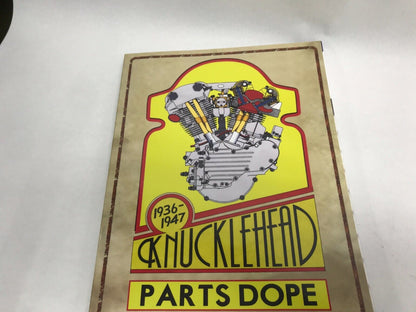 1936-
1947
KNUCKLEHEAD
PARTS DOPE